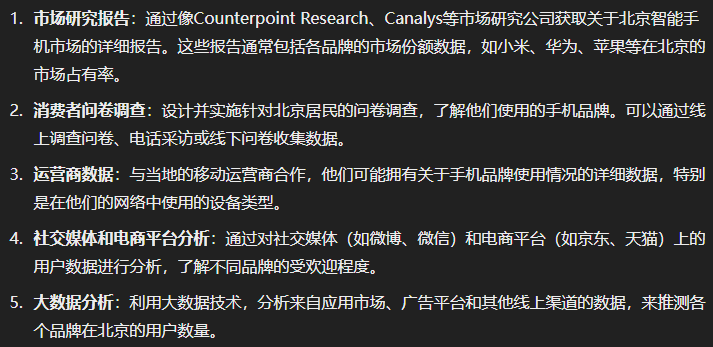 1. 市场研究报告：通过像Counterpoint Research、Canalys等市场研究公司获取关于北京智能手
机市场的详细报告。这些报告通常包括各品牌的市场份额数据，如小米、华为、苹果等在北京的
市场占有率。
2. 消费者问卷调查：设计并实施针对北京居民的问卷调查，了解他们使用的手机品牌。可以通过线
上调查问卷、电话采访或线下问卷收集数据。
3. 运营商数据：与当地的移动运营商合作，他们可能拥有关于手机品牌使用情况的详细数据，特别
是在他们的网络中使用的设备类型。
4. 社交媒体和电商平台分析：通过对社交媒体（如微博、微信）和电商平台（如京东、天猫）上的
用户数据进行分析，了解不同品牌的受欢迎程度。
5. 大数据分析：利用大数据技术，分析来自应用市场、广告平台和其他线上渠道的数据，来推测各
个品牌在北京的用户数量。